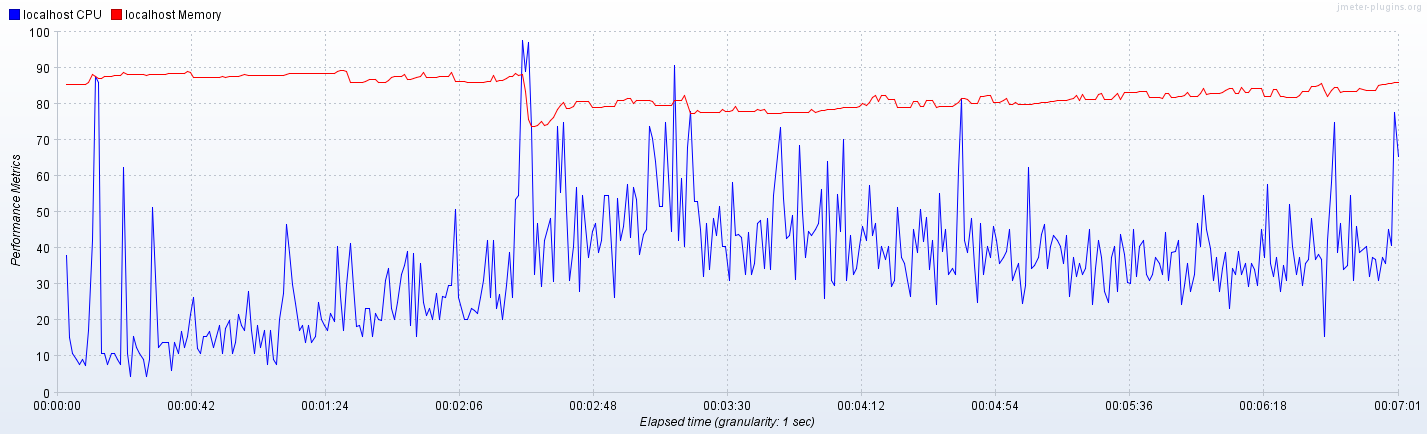 localhost CPU localhost Memory
jmeter-plugins.org
100
90
80
70
60
50
40
30
20
10
0
Performance Metrics
00:00:00 00:00:42 00:01:24 00:02:06 00:02:48 00:03:30 00:04:12 00:04:54 00:05:36 00:06:18 00:07:01
Elapsed time (granularity: 1 sec)